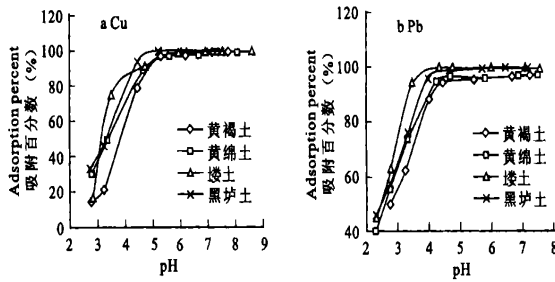 a Cu
Adsorption percent
吸附百分数（%）
120
100
80
60
40
20
0
2 3 4 5 6 7 8 9
pH
黄褐土
黄绵土
塿土
黑垆土
b Pb
Adsorption percent
吸附百分数（%）
120
100
80
60
40
2 3 4 5 6 7 8
pH
黄褐土
黄绵土
塿土
黑垆土